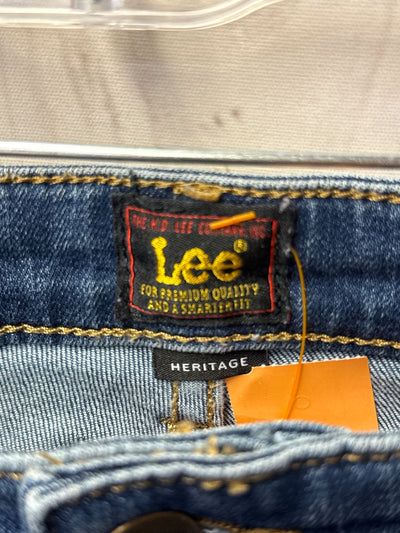 THE H.D. LEE COMPANY, INC.
Lee®
FOR PREMIUM QUALITY
AND A SMARTER FIT
HERITAGE